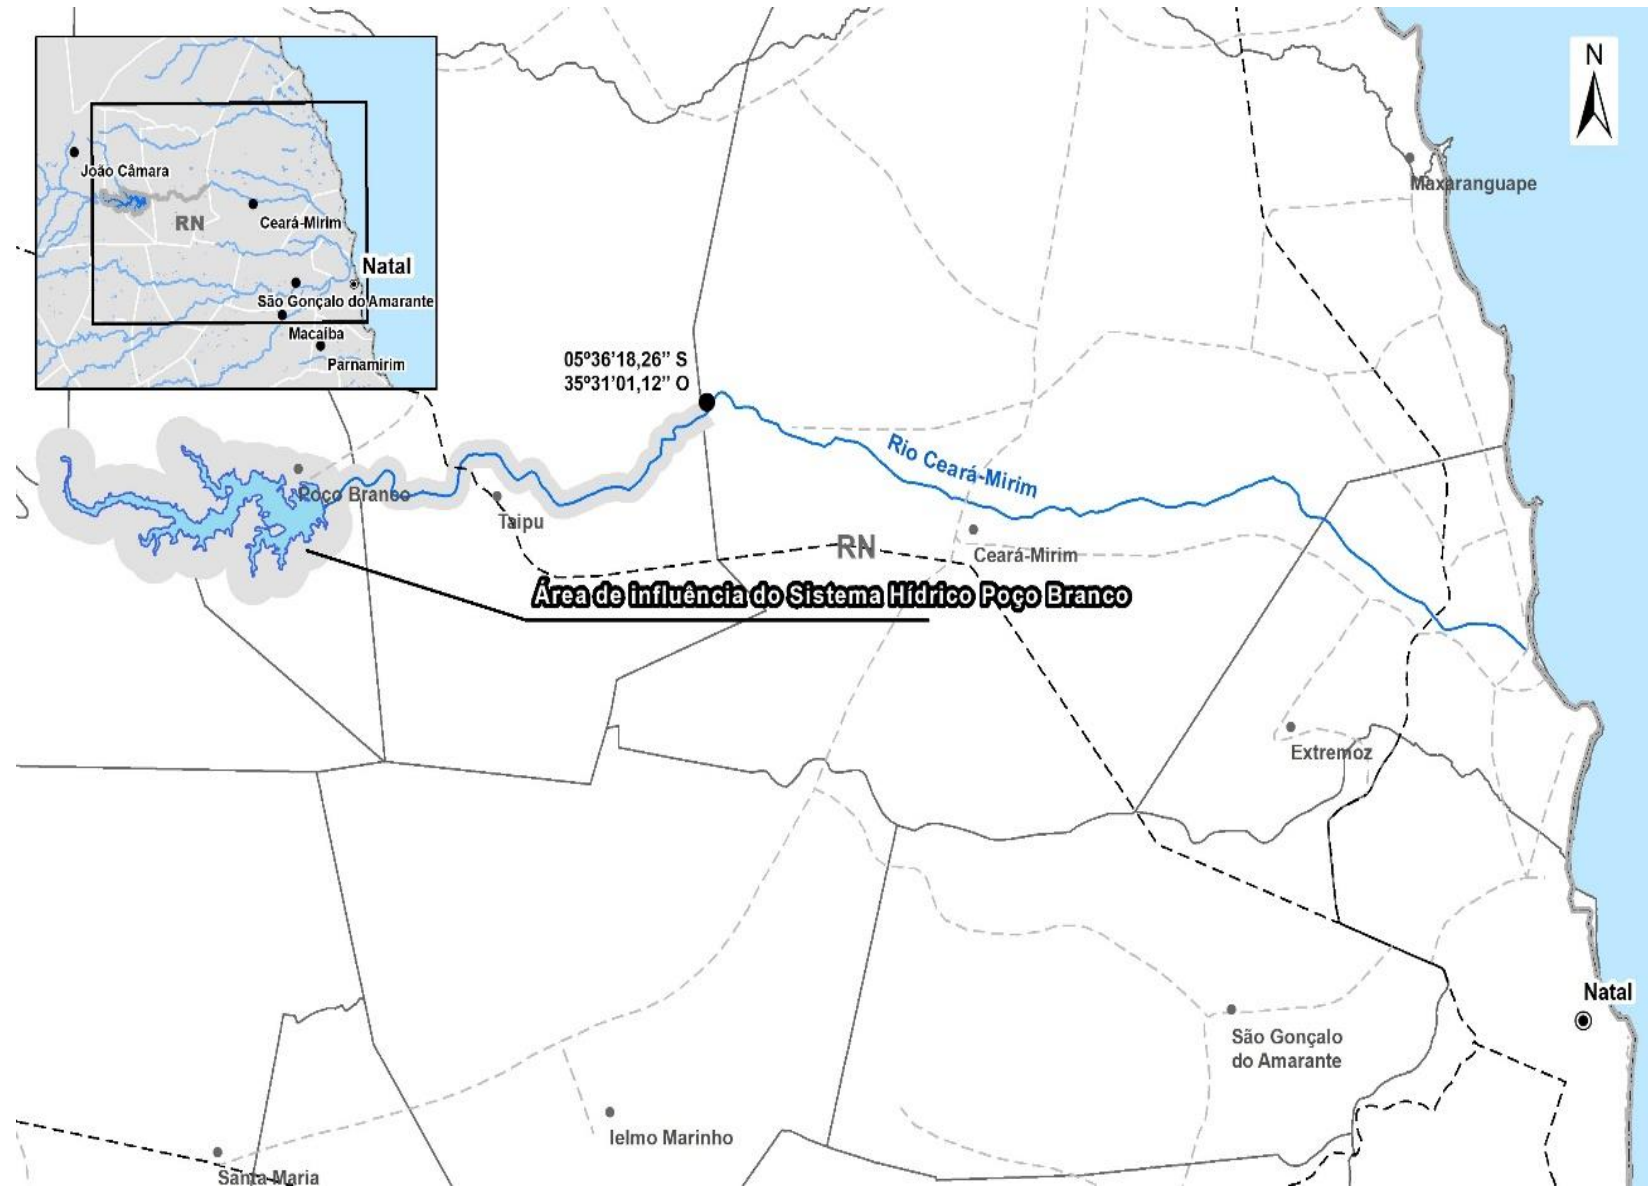 N
João Câmara
RN
Ceará-Mirim
Natal
São Gonçalo do Amarante
Macaiba
Parnamirim
Maxaranguape
05º36'18,26” S
35º31'01,12” O
Rio Ceará-Mirim
Poço Branco
Taipu
RN
Ceará-Mirim
Área de influência do Sistema Hídrico Poço Branco
Extremoz
Natal
São Gonçalo
do Amarante
Ielmo Marinho
Santa Maria